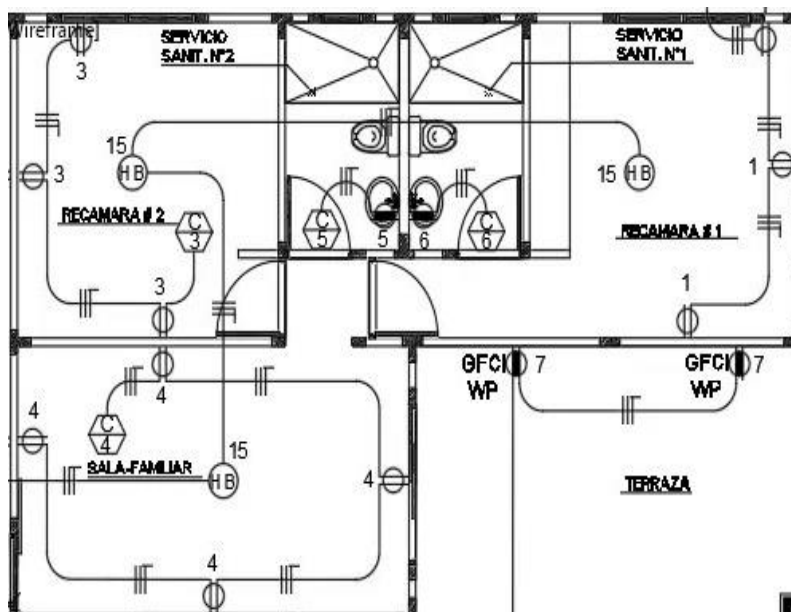 Wireframe]
SERVICIO
SANIT. Nº2
SERVICIO
SANIT. Nº1
3
15
HB
3
1
15
HB
RECAMARA # 2
C
3
C
5
5
6
C
6
RECAMARA # 1
3
1
4
GFCI
WP
7
GFCI
WP
7
4
C
4
15
HB
SALA-FAMILIAR
4
TERRAZA
4